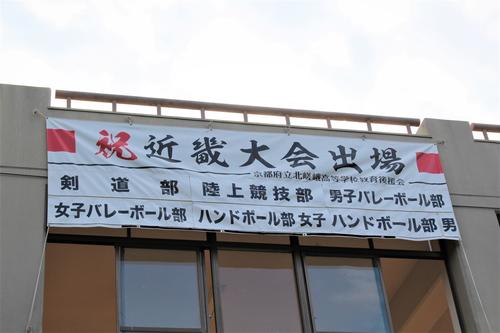 祝近畿大会出場
京都府立北嵯峨高等学校教育後援会
剣道部 陸上競技部 男子バレーボール部
女子バレーボール部 ハンドボール部女子 ハンドボール部男